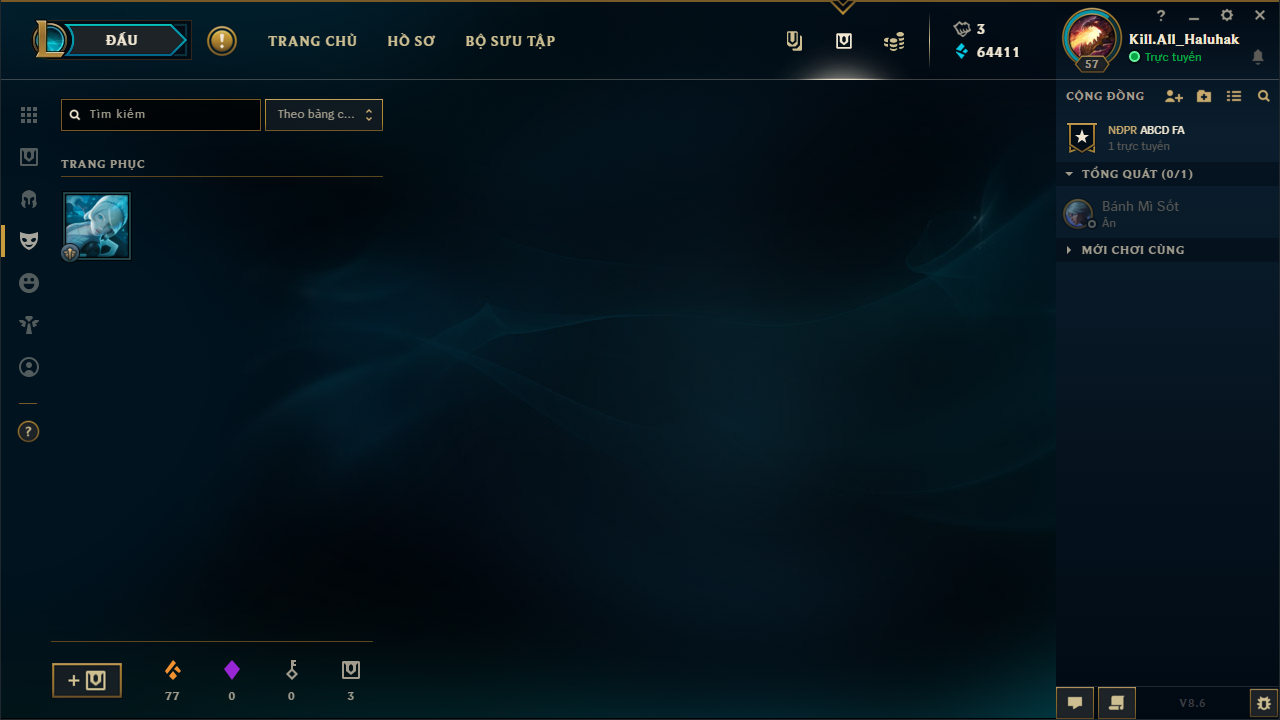 ĐẤU
TRANG CHỦ
HỒ SƠ
BỘ SƯU TẬP
3
64411
57
Kill.All_Haluhak
Trực tuyến
Tìm kiếm
Theo bảng c...
TRANG PHỤC
CỘNG ĐỒNG
NĐPR ABCD FA
1 trực tuyến
TỔNG QUÁT (0/1)
Bánh Mì Sốt
Ẩn
MỚI CHƠI CÙNG
77
0
0
3
V8.6